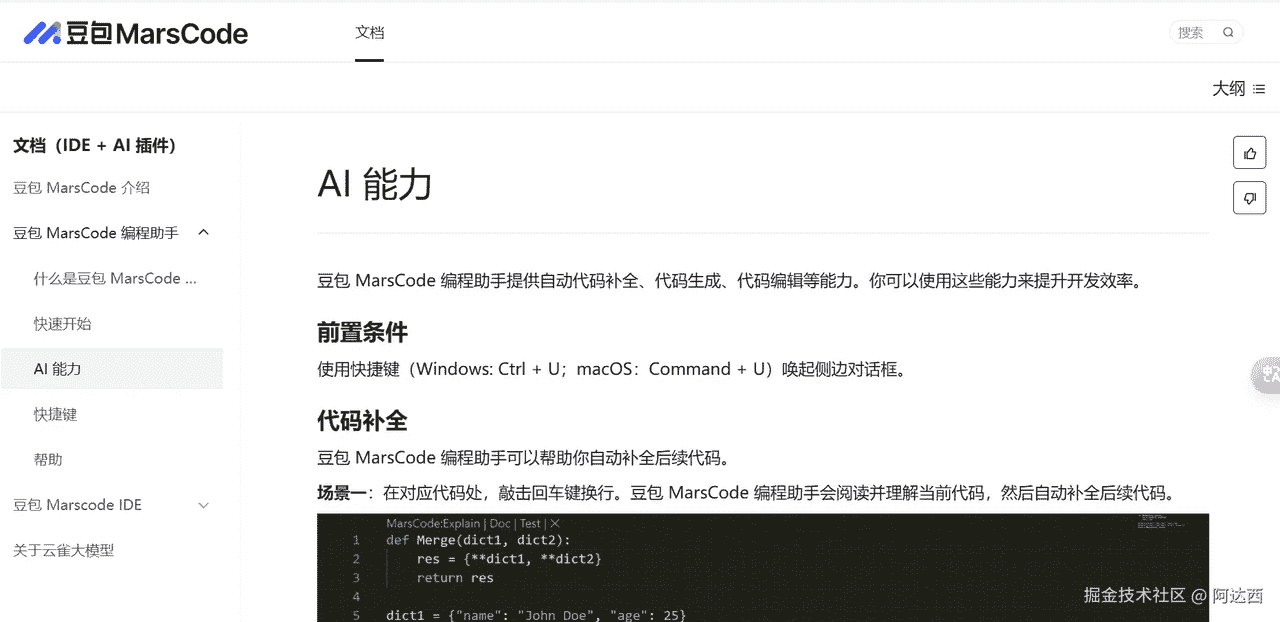 豆包MarsCode
文档
搜索
大纲
文档（IDE + AI 插件）
豆包 MarsCode 介绍
豆包 MarsCode 编程助手
什么是豆包 MarsCode ...
快速开始
AI 能力
快捷键
帮助
豆包 Marscode IDE
关于云雀大模型
AI 能力
豆包 MarsCode 编程助手提供自动代码补全、代码生成、代码编辑等能力。你可以使用这些能力来提升开发效率。
前置条件
使用快捷键（Windows: Ctrl + U；macOS：Command + U）唤起侧边对话框。
代码补全
豆包 MarsCode 编程助手可以帮助你自动补全后续代码。
场景一：在对应代码处，敲击回车键换行。豆包 MarsCode 编程助手会阅读并理解当前代码，然后自动补全后续代码。
MarsCode:Explain | Doc | Test | X
1 def Merge(dict1, dict2):
2 res = {**dict1, **dict2}
3 return res
4
5 dict1 = {"name": "John Doe", "age": 25}
掘金技术社区 @ 阿达西